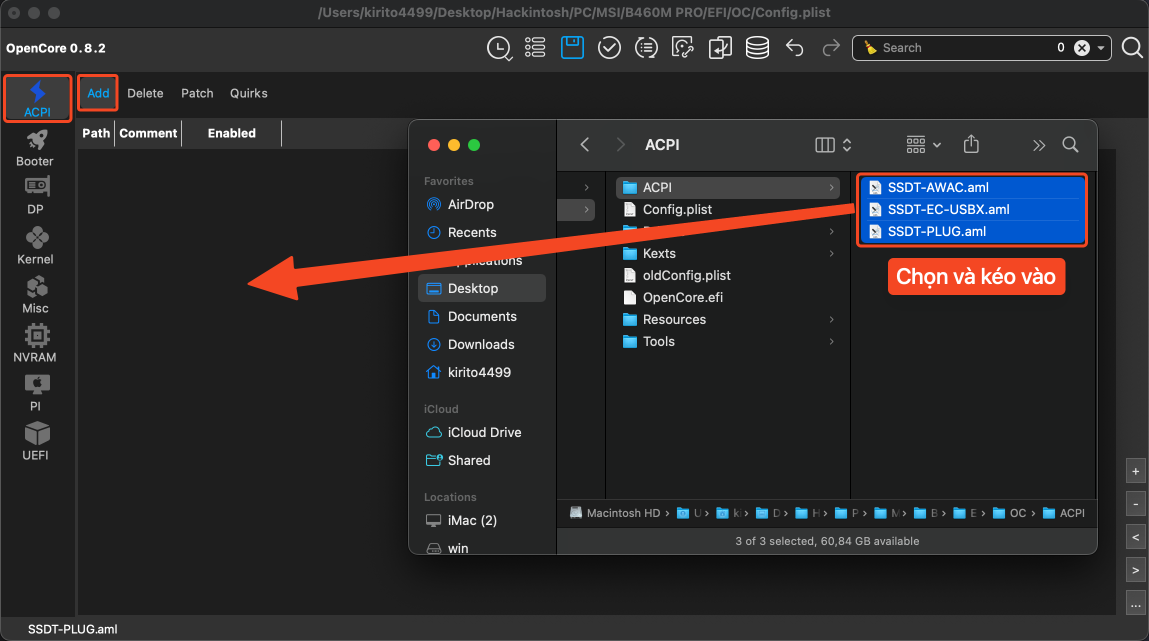 /Users/kirito4499/Desktop/Hackintosh/PC/MSI/B460M PRO/EFI/OC/Config.plist
OpenCore 0.8.2
Search
0
ACPI
Booter
DP
Kernel
Misc
NVRAM
PI
UEFI
Add Delete Patch Quirks
Path Comment Enabled
ACPI
Favorites
AirDrop
Recents
Desktop
Documents
Downloads
kirito4499
iCloud
iCloud Drive
Shared
Locations
iMac (2)
win
ACPI
Config.plist
Kexts
oldConfig.plist
OpenCore.efi
Resources
Tools
SSDT-AWAC.aml
SSDT-EC-USBX.aml
SSDT-PLUG.aml
Chọn và kéo vào
Macintosh HD › U › ki › D › H › P › M › B › E › OC › ACPI
3 of 3 selected, 60,84 GB available
+
-
<
>
...
SSDT-PLUG.aml